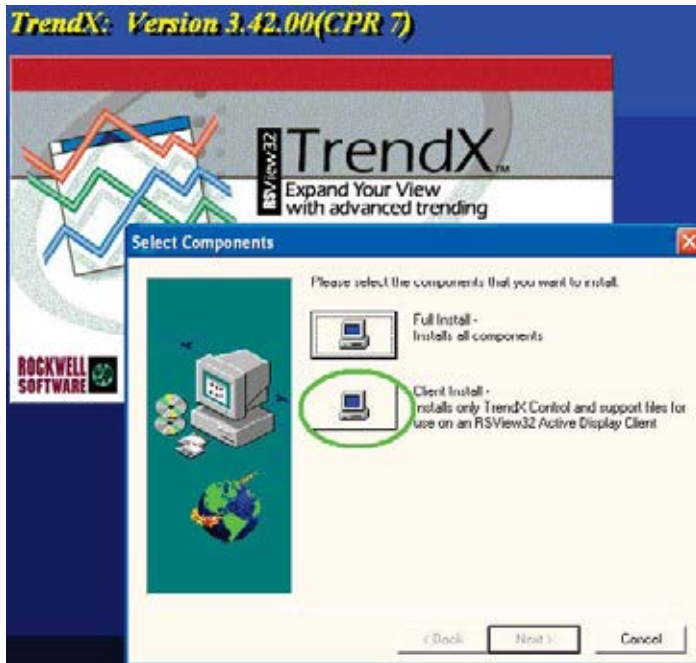 TrendX: Version 3.42.00(CPR 7)
RSView32
TrendX™
Expand Your View
with advanced trending
ROCKWELL
SOFTWARE
Select Components
Please select the components that you want to install.
Full Install -
Installs all components
Client Install -
Installs only TrendX Control and support files for
use on an RSView32 Active Display Client
< Back
Next >
Cancel